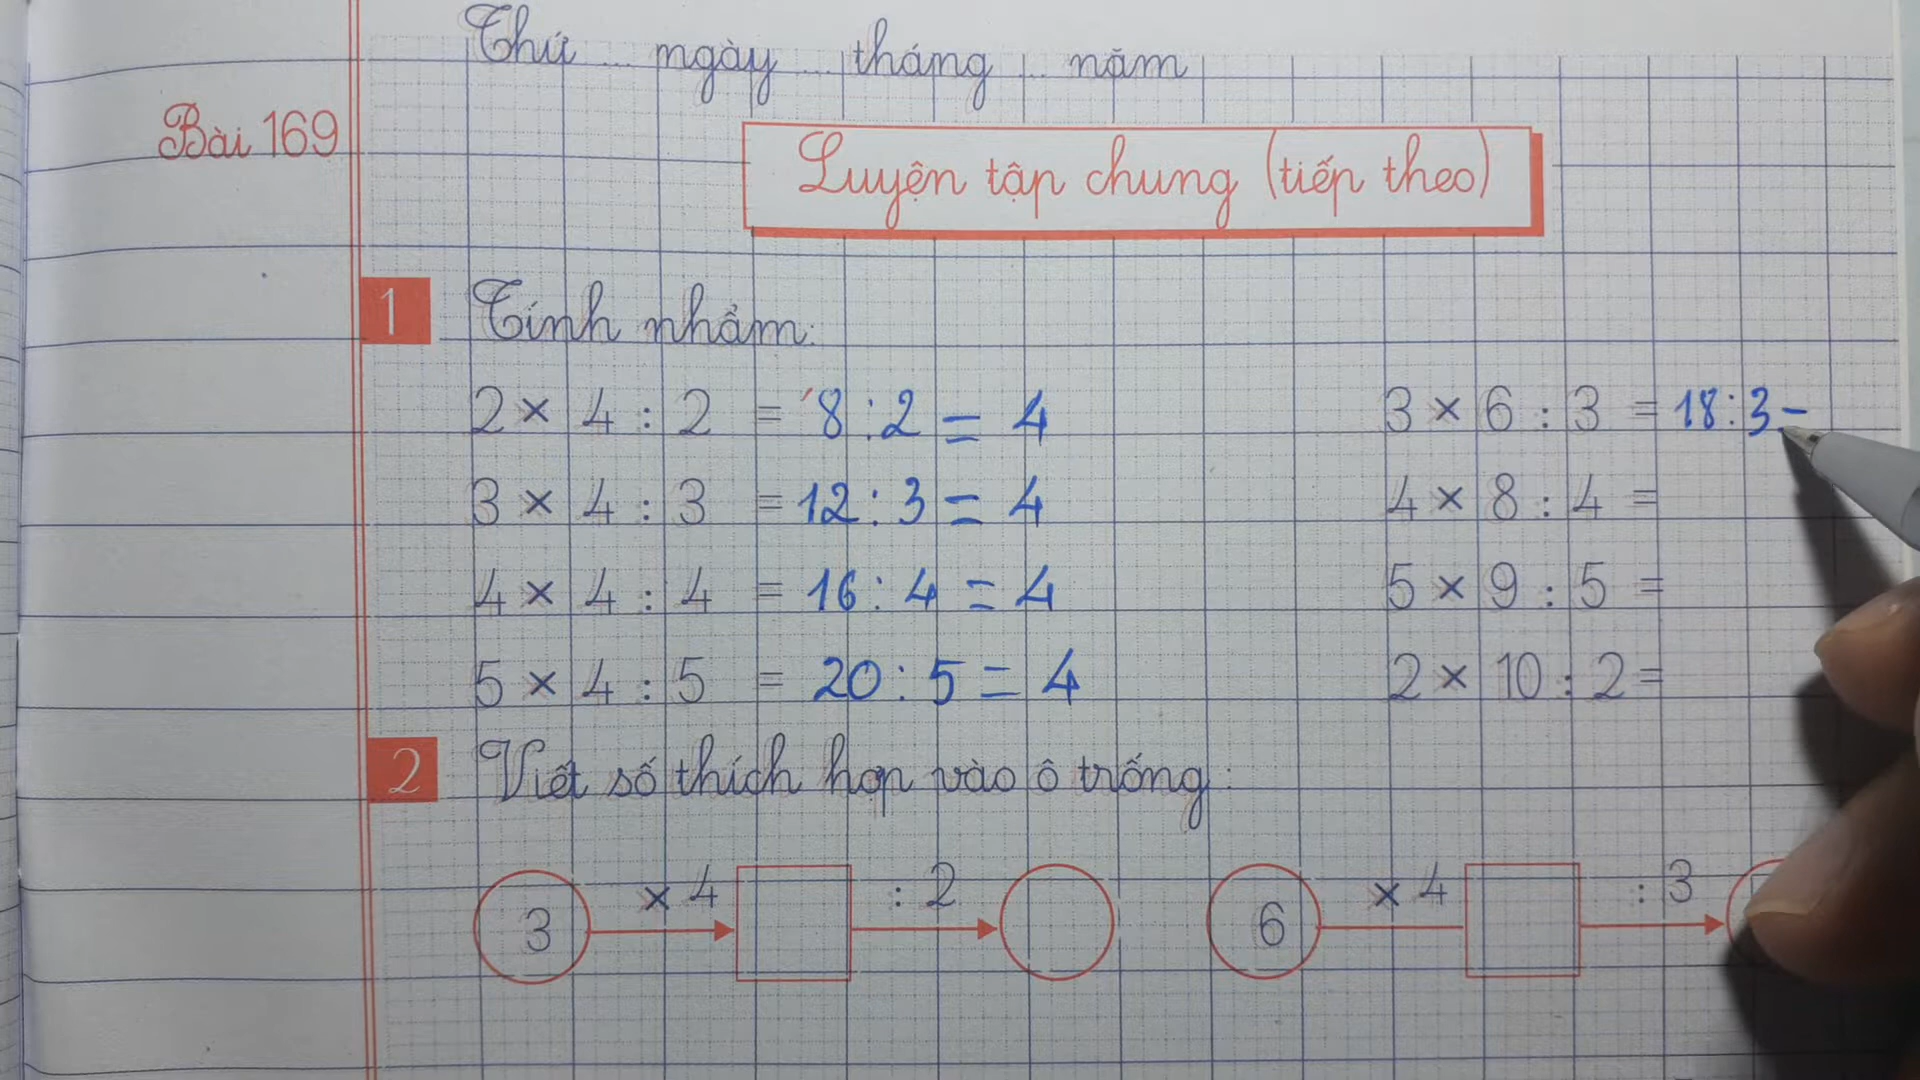 Thứ ... ngày ... tháng ... năm
Bài 169
Luyện tập chung (tiếp theo)
1 Tính nhẩm:
2 × 4 : 2 = 8 : 2 = 4
3 × 6 : 3 = 18 : 3 -
3 × 4 : 3 = 12 : 3 = 4
4 × 8 : 4 =
4 × 4 : 4 = 16 : 4 = 4
5 × 9 : 5 =
5 × 4 : 5 = 20 : 5 = 4
2 × 10 : 2 =
2 Viết số thích hợp vào ô trống:
3 × 4 : 2
6 × 4 : 3